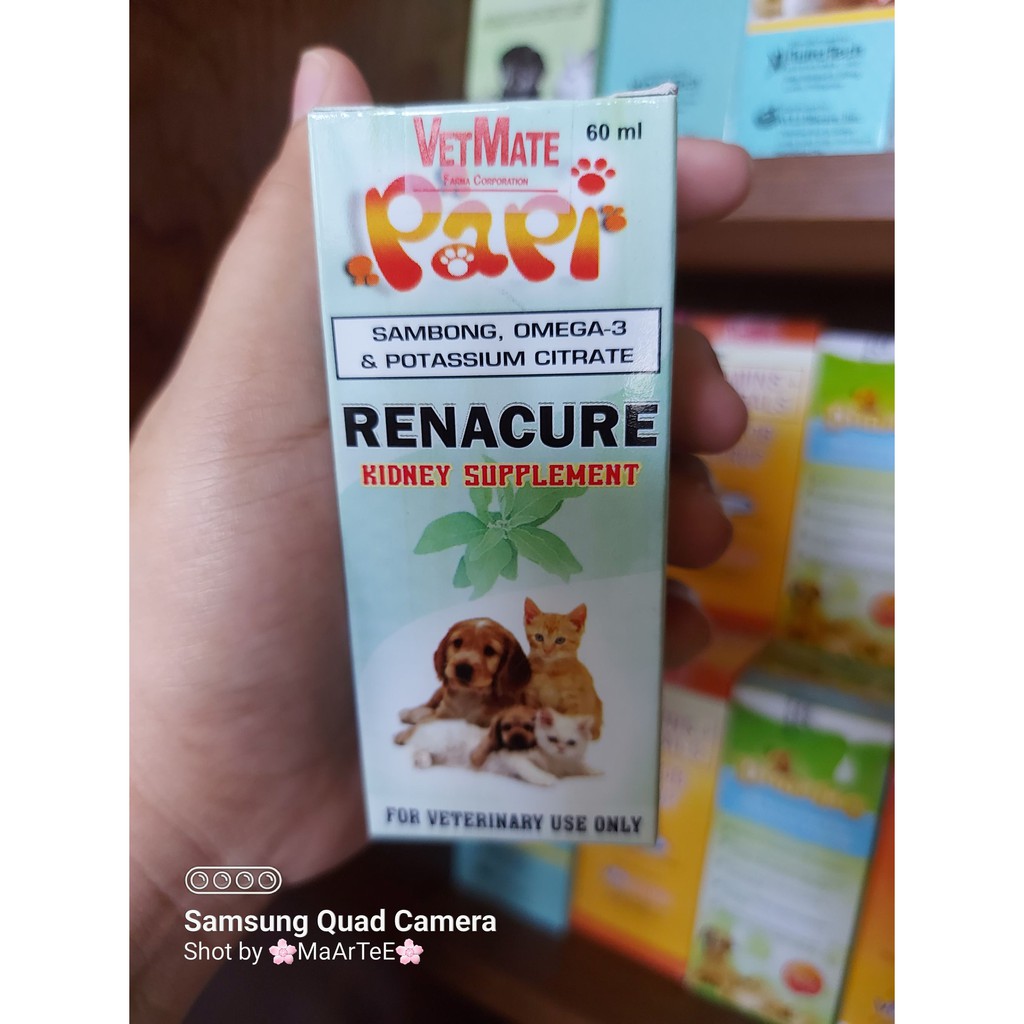 VETMATE
FARMA CORPORATION
60 ml
Papi
SAMBONG, OMEGA-3
& POTASSIUM CITRATE
RENACURE
KIDNEY SUPPLEMENT
FOR VETERINARY USE ONLY
Samsung Quad Camera
Shot by 🌸MaArTeE🌸